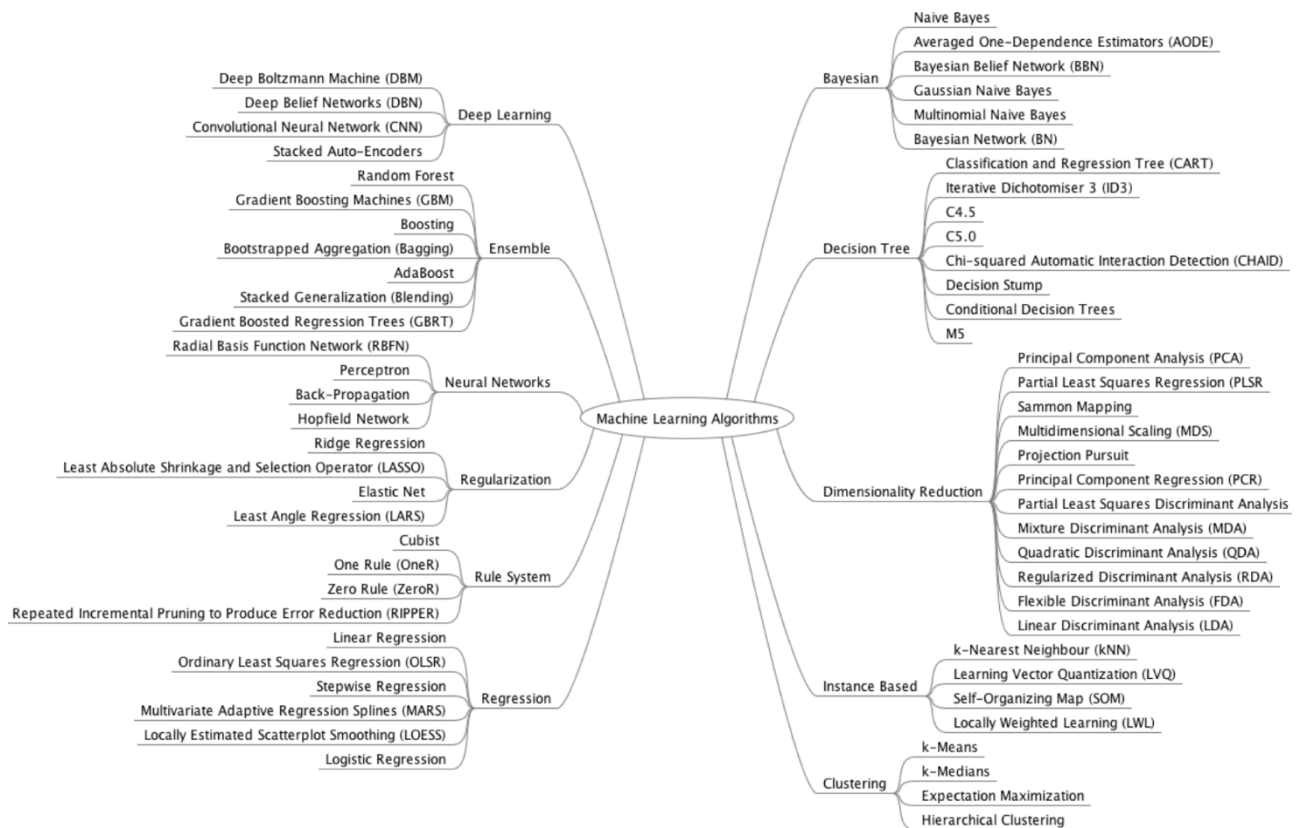 Machine Learning Algorithms
Deep Learning
Deep Boltzmann Machine (DBM)
Deep Belief Networks (DBN)
Convolutional Neural Network (CNN)
Stacked Auto-Encoders
Ensemble
Random Forest
Gradient Boosting Machines (GBM)
Boosting
Bootstrapped Aggregation (Bagging)
AdaBoost
Stacked Generalization (Blending)
Gradient Boosted Regression Trees (GBRT)
Neural Networks
Radial Basis Function Network (RBFN)
Perceptron
Back-Propagation
Hopfield Network
Regularization
Ridge Regression
Least Absolute Shrinkage and Selection Operator (LASSO)
Elastic Net
Least Angle Regression (LARS)
Rule System
Cubist
One Rule (OneR)
Zero Rule (ZeroR)
Repeated Incremental Pruning to Produce Error Reduction (RIPPER)
Regression
Linear Regression
Ordinary Least Squares Regression (OLSR)
Stepwise Regression
Multivariate Adaptive Regression Splines (MARS)
Locally Estimated Scatterplot Smoothing (LOESS)
Logistic Regression
Bayesian
Naive Bayes
Averaged One-Dependence Estimators (AODE)
Bayesian Belief Network (BBN)
Gaussian Naive Bayes
Multinomial Naive Bayes
Bayesian Network (BN)
Decision Tree
Classification and Regression Tree (CART)
Iterative Dichotomiser 3 (ID3)
C4.5
C5.0
Chi-squared Automatic Interaction Detection (CHAID)
Decision Stump
Conditional Decision Trees
M5
Dimensionality Reduction
Principal Component Analysis (PCA)
Partial Least Squares Regression (PLSR
Sammon Mapping
Multidimensional Scaling (MDS)
Projection Pursuit
Principal Component Regression (PCR)
Partial Least Squares Discriminant Analysis
Mixture Discriminant Analysis (MDA)
Quadratic Discriminant Analysis (QDA)
Regularized Discriminant Analysis (RDA)
Flexible Discriminant Analysis (FDA)
Linear Discriminant Analysis (LDA)
Instance Based
k-Nearest Neighbour (kNN)
Learning Vector Quantization (LVQ)
Self-Organizing Map (SOM)
Locally Weighted Learning (LWL)
Clustering
k-Means
k-Medians
Expectation Maximization
Hierarchical Clustering